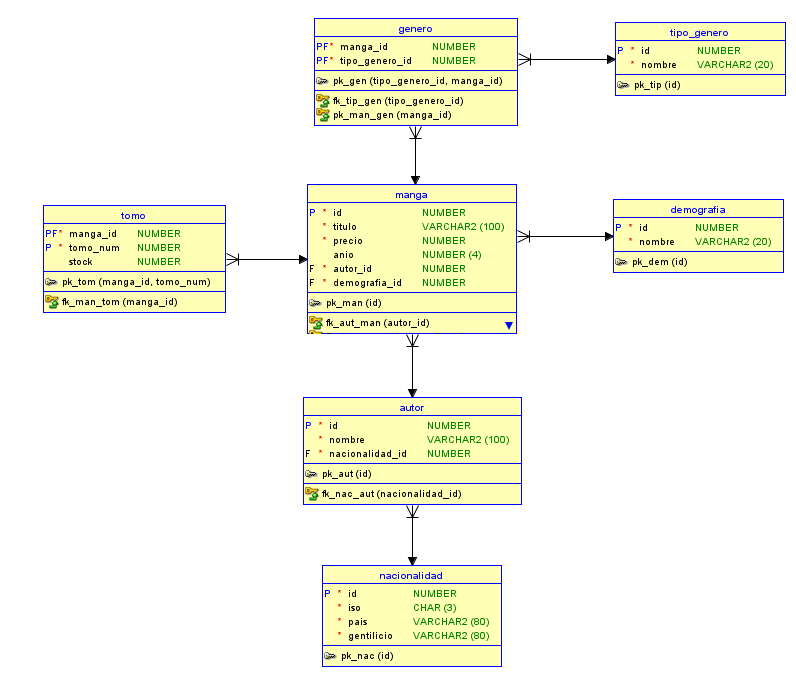 genero
PF* manga_id NUMBER
PF* tipo_genero_id NUMBER
pk_gen (tipo_genero_id, manga_id)
fk_tip_gen (tipo_genero_id)
pk_man_gen (manga_id)
tipo_genero
P * id NUMBER
* nombre VARCHAR2 (20)
pk_tip (id)
tomo
PF* manga_id NUMBER
P * tomo_num NUMBER
stock NUMBER
pk_tom (manga_id, tomo_num)
fk_man_tom (manga_id)
manga
P * id NUMBER
* titulo VARCHAR2 (100)
* precio NUMBER
anio NUMBER (4)
F * autor_id NUMBER
F * demografia_id NUMBER
pk_man (id)
fk_aut_man (autor_id)
demografia
P * id NUMBER
* nombre VARCHAR2 (20)
pk_dem (id)
autor
P * id NUMBER
* nombre VARCHAR2 (100)
F * nacionalidad_id NUMBER
pk_aut (id)
fk_nac_aut (nacionalidad_id)
nacionalidad
P * id NUMBER
* iso CHAR (3)
* pais VARCHAR2 (80)
* gentilicio VARCHAR2 (80)
pk_nac (id)